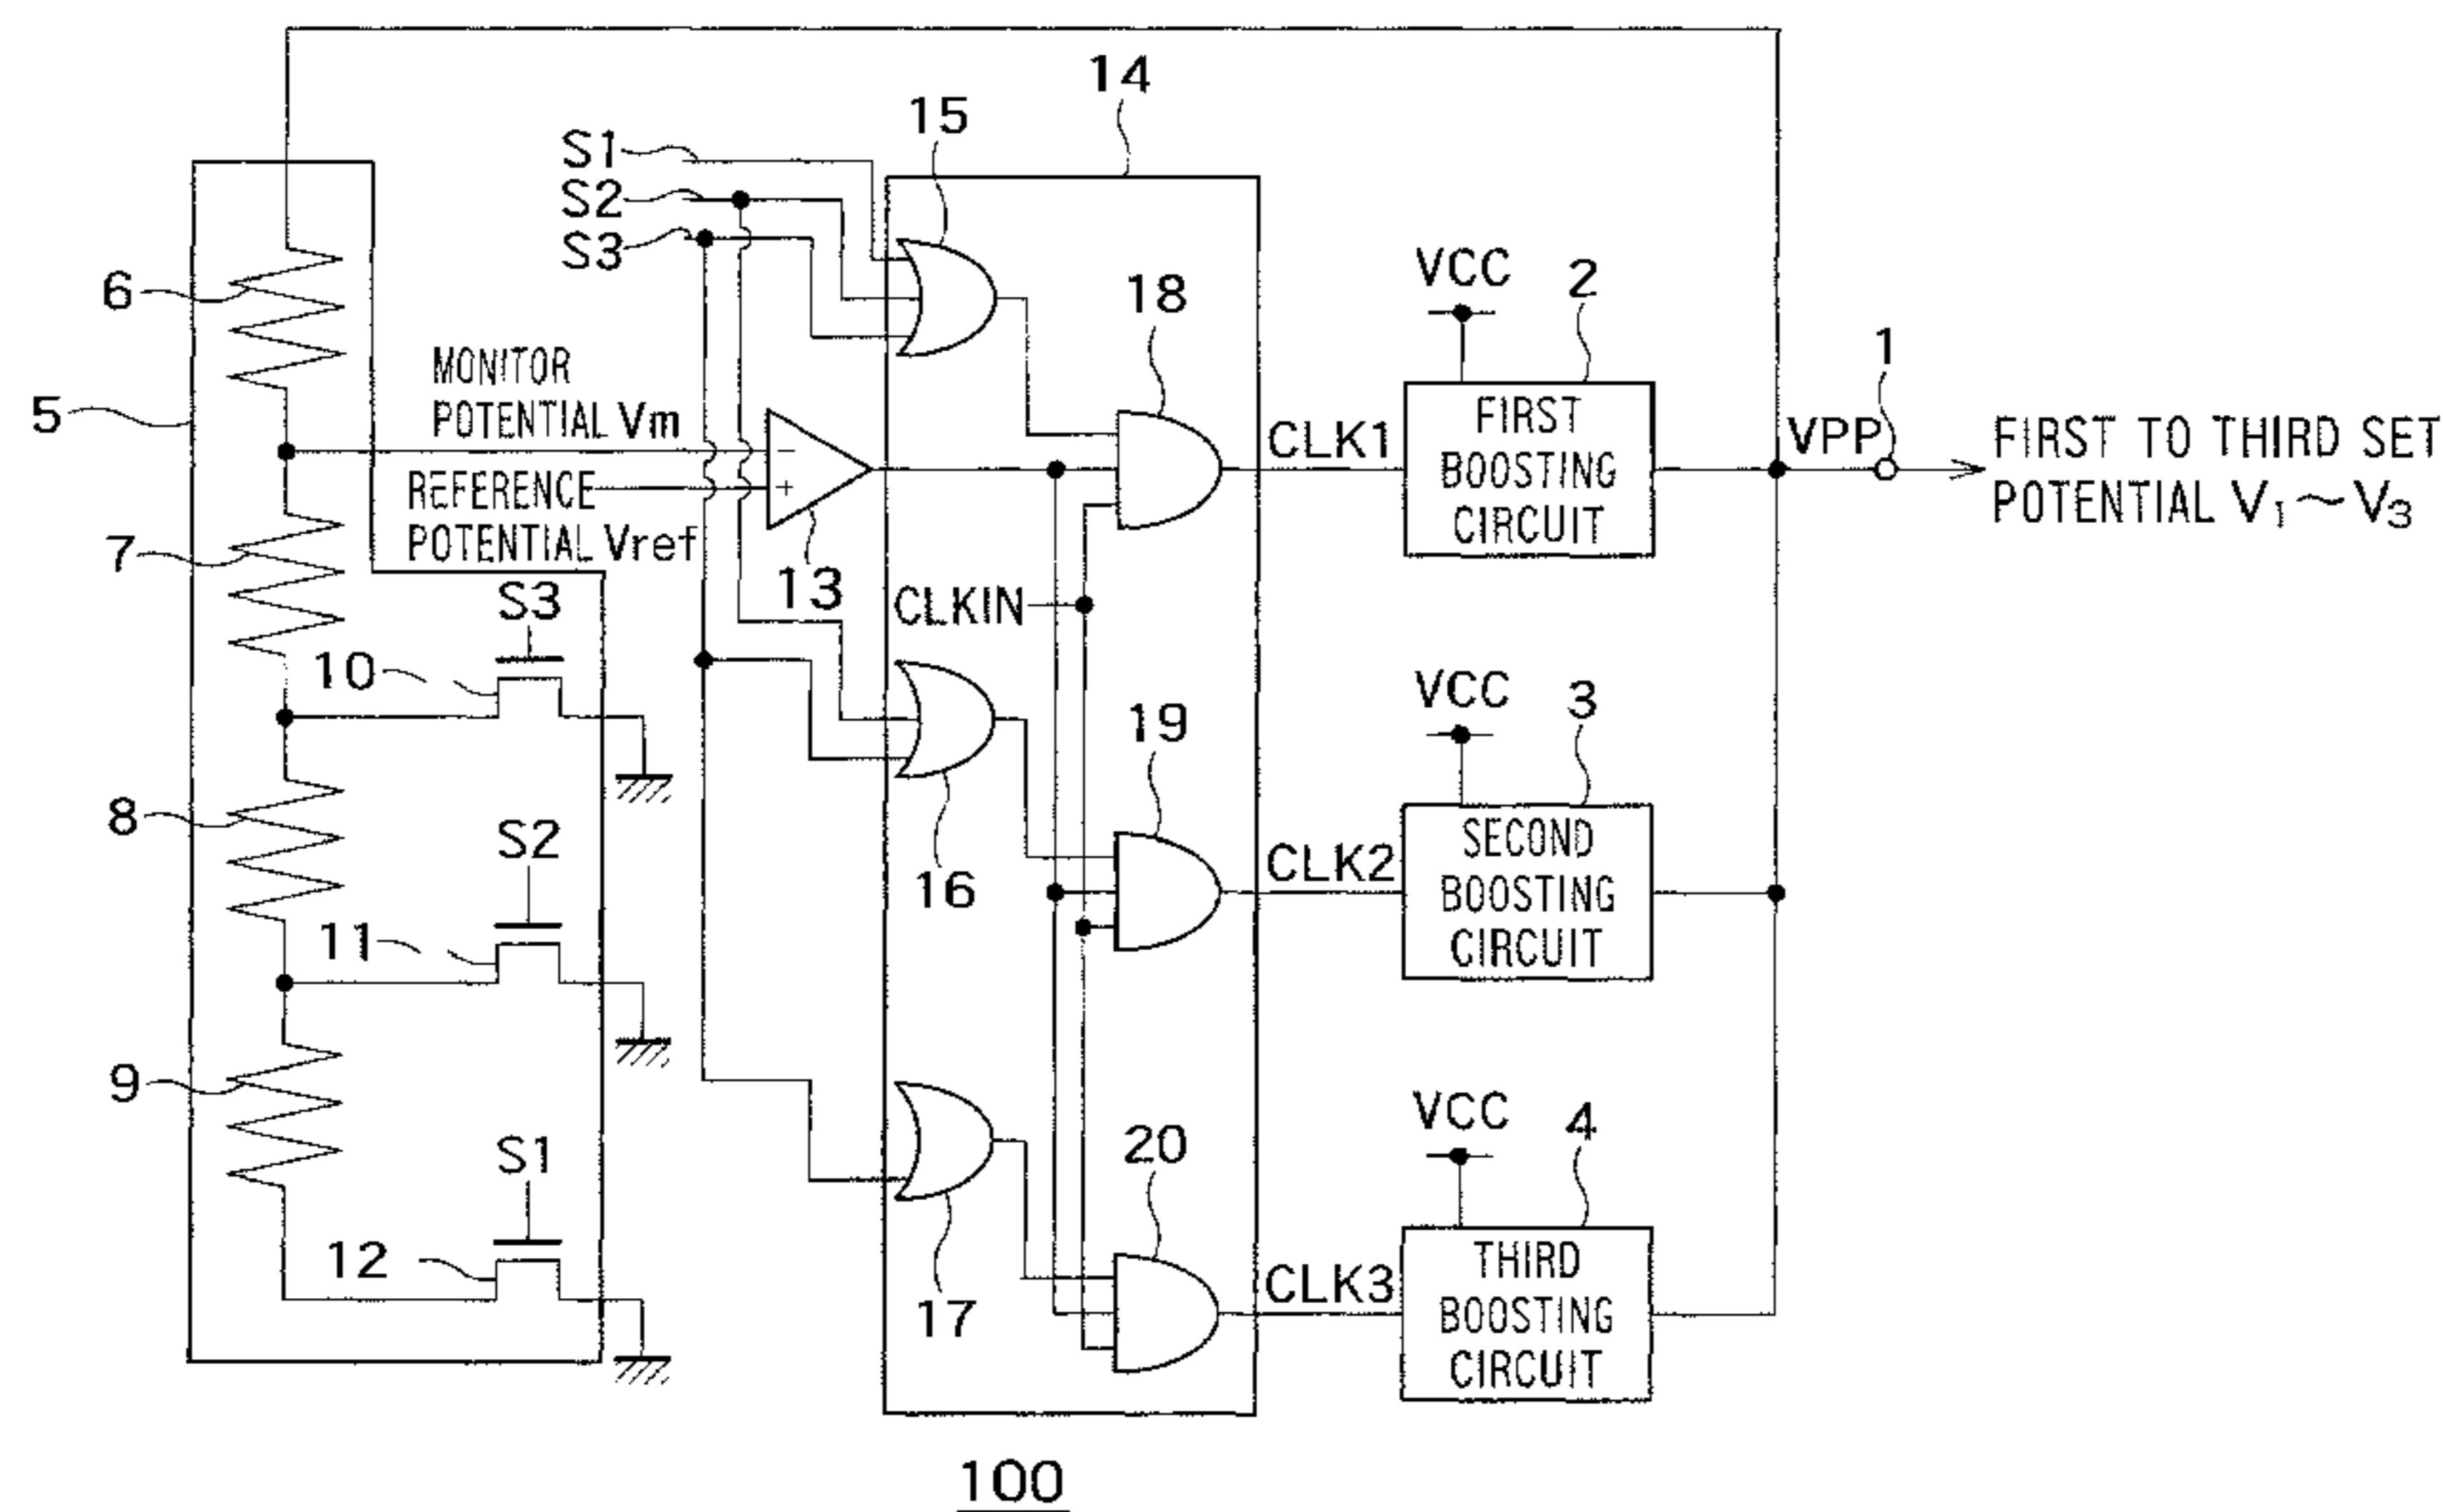 14
15
S1
S2
S3
6
MONITOR
POTENTIAL Vm
5
REFERENCE
POTENTIAL Vref
−
+
13
7
18
VCC
2
1
CLK1
FIRST
BOOSTING
CIRCUIT
VPP
FIRST TO THIRD SET
POTENTIAL V₁～V₃
CLKIN
S3
10
8
S2
11
16
19
VCC
3
CLK2
SECOND
BOOSTING
CIRCUIT
9
S1
12
17
20
VCC
4
CLK3
THIRD
BOOSTING
CIRCUIT
100